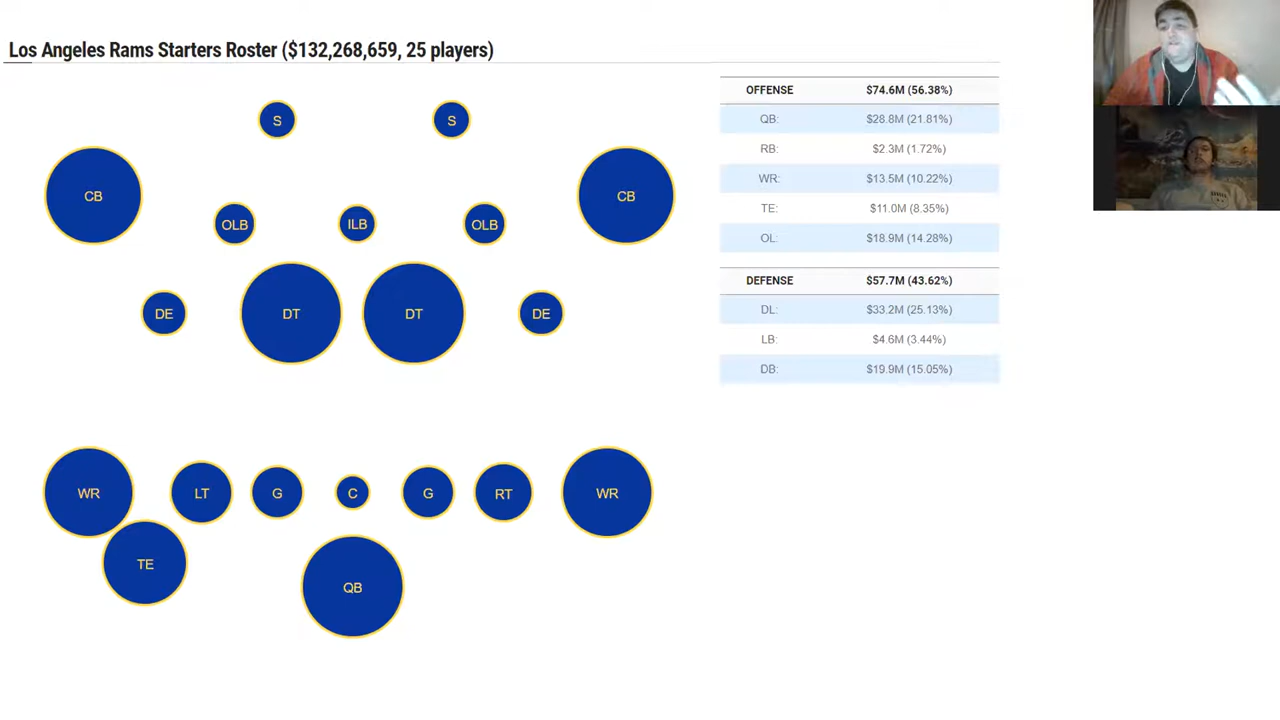 Los Angeles Rams Starters Roster ($132,268,659, 25 players)
S S
CB CB
OLB ILB OLB
DE DT DT DE
WR LT G C G RT WR
TE
QB
OFFENSE $74.6M (56.38%)
QB: $28.8M (21.81%)
RB: $2.3M (1.72%)
WR: $13.5M (10.22%)
TE: $11.0M (8.35%)
OL: $18.9M (14.28%)
DEFENSE $57.7M (43.62%)
DL: $33.2M (25.13%)
LB: $4.6M (3.44%)
DB: $19.9M (15.05%)